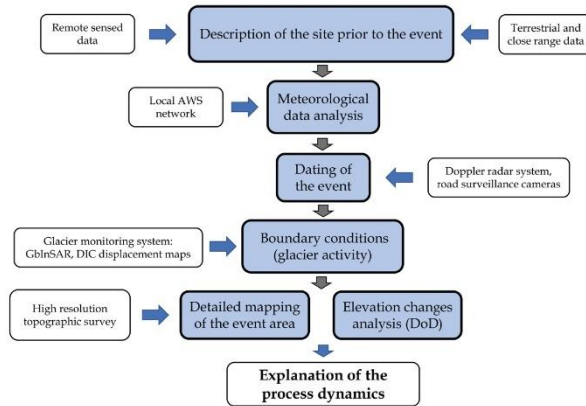 Remote sensed
data
Description of the site prior to the event
Terrestrial and
close range data
Local AWS
network
Meteorological
data analysis
Dating of
the event
Doppler radar system,
road surveillance cameras
Glacier monitoring system:
GbInSAR, DIC displacement maps
Boundary conditions
(glacier activity)
High resolution
topographic survey
Detailed mapping
of the event area
Elevation changes
analysis (DoD)
Explanation of the
process dynamics